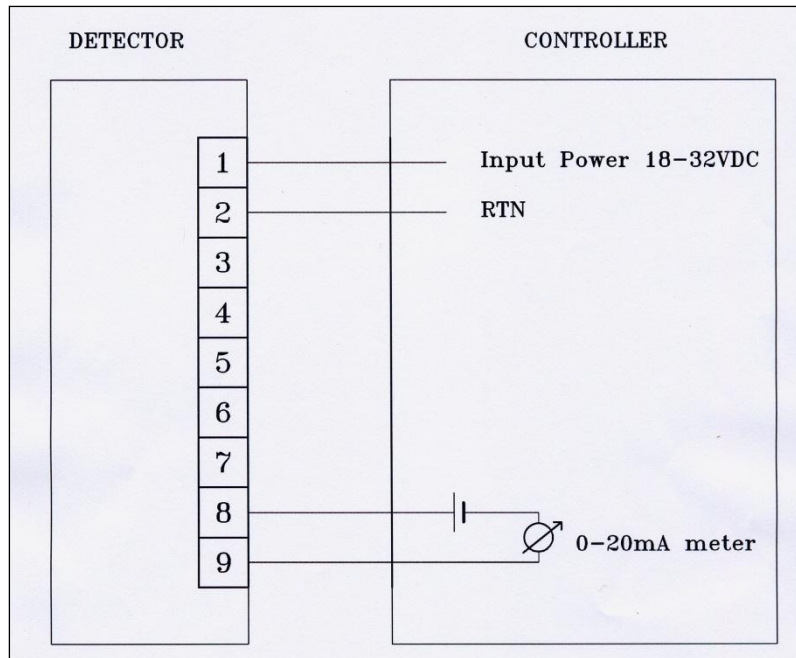 DETECTOR CONTROLLER
1 Input Power 18-32VDC
2 RTN
3
4
5
6
7
8
9 0-20mA meter